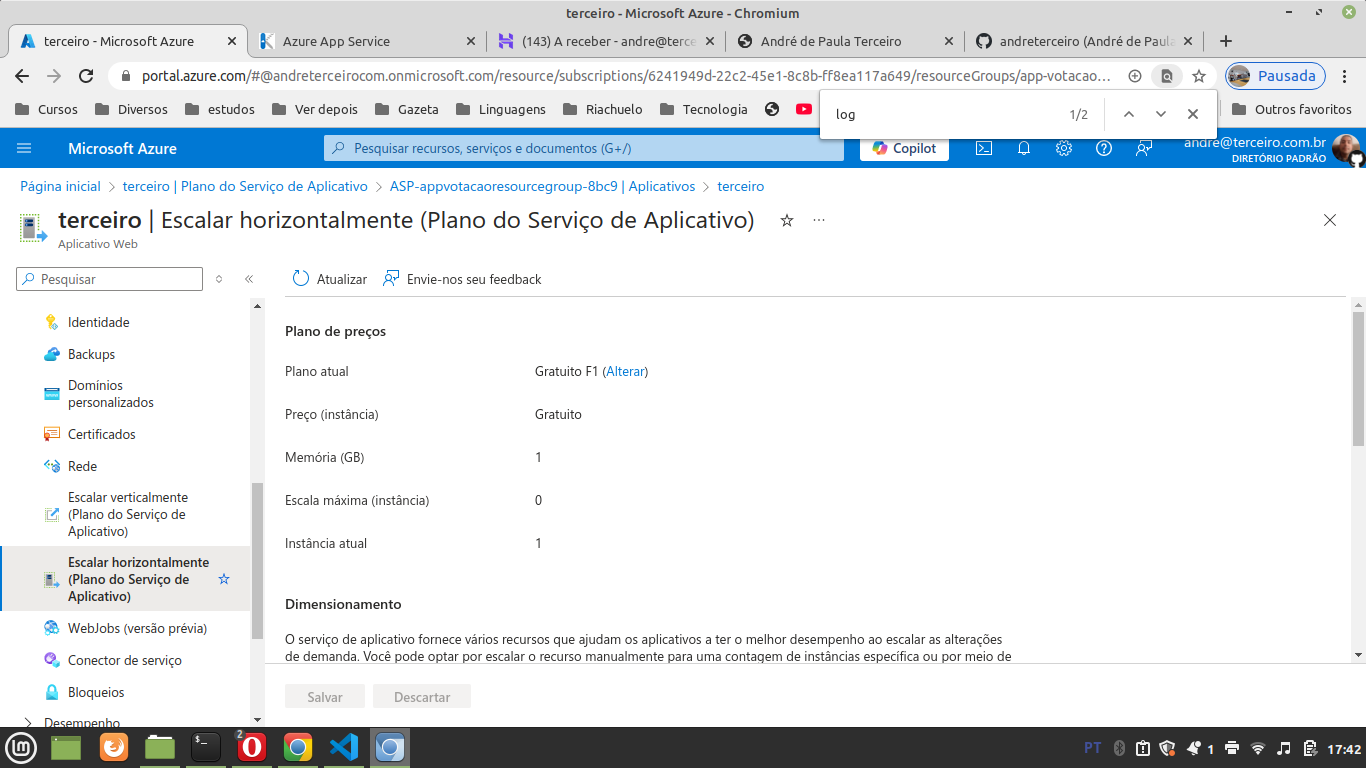 terceiro - Microsoft Azure - Chromium
terceiro - Microsoft Azure
Azure App Service
(143) A receber - andre@terce
André de Paula Terceiro
andreterceiro (André de Paula
portal.azure.com/#@andreterceirocom.onmicrosoft.com/resource/subscriptions/6241949d-22c2-45e1-8c8b-ff8ea117a649/resourceGroups/app-votacao...
Pausada
Cursos
Diversos
estudos
Ver depois
Gazeta
Linguagens
Riachuelo
Tecnologia
Outros favoritos
log
1/2
Microsoft Azure
Pesquisar recursos, serviços e documentos (G+/)
Copilot
andre@terceiro.com.br
DIRETÓRIO PADRÃO
Página inicial > terceiro | Plano do Serviço de Aplicativo > ASP-appvotacaoresourcegroup-8bc9 | Aplicativos > terceiro
terceiro | Escalar horizontalmente (Plano do Serviço de Aplicativo)
Aplicativo Web
Pesquisar
Identidade
Backups
Domínios
personalizados
Certificados
Rede
Escalar verticalmente
(Plano do Serviço de
Aplicativo)
Escalar horizontalmente
(Plano do Serviço de
Aplicativo)
WebJobs (versão prévia)
Conector de serviço
Bloqueios
Desempenho
Atualizar
Envie-nos seu feedback
Plano de preços
Plano atual Gratuito F1 (Alterar)
Preço (instância) Gratuito
Memória (GB) 1
Escala máxima (instância) 0
Instância atual 1
Dimensionamento
O serviço de aplicativo fornece vários recursos que ajudam os aplicativos a ter o melhor desempenho ao escalar as alterações
de demanda. Você pode optar por escalar o recurso manualmente para uma contagem de instâncias específica ou por meio de
Salvar
Descartar
2
PT
1
17:42